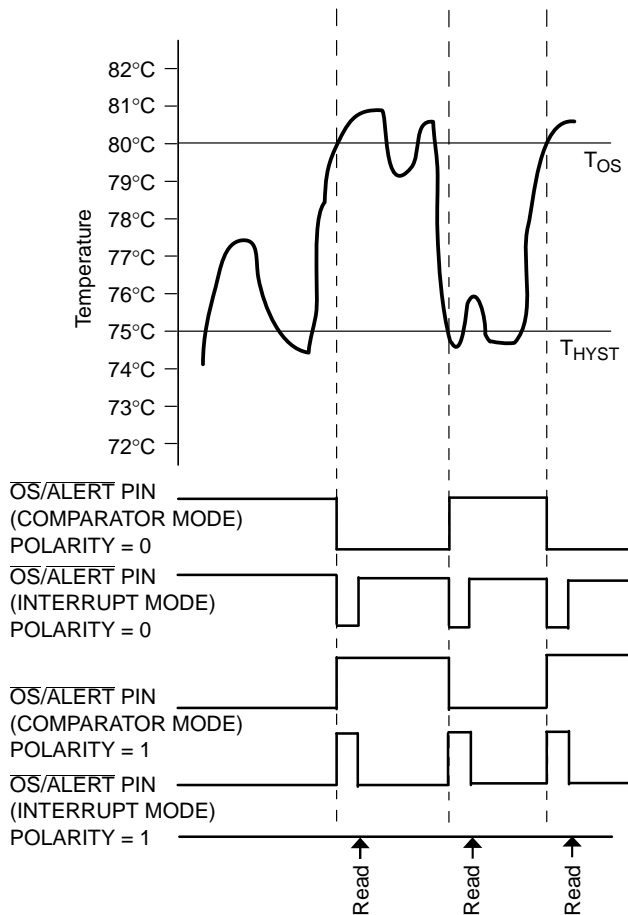 82°C
81°C
80°C
79°C
78°C
77°C
76°C
75°C
74°C
73°C
72°C
Temperature
TOS
THYST
OS/ALERT PIN
(COMPARATOR MODE)
POLARITY = 0
OS/ALERT PIN
(INTERRUPT MODE)
POLARITY = 0
OS/ALERT PIN
(COMPARATOR MODE)
POLARITY = 1
OS/ALERT PIN
(INTERRUPT MODE)
POLARITY = 1
Read
Read
Read